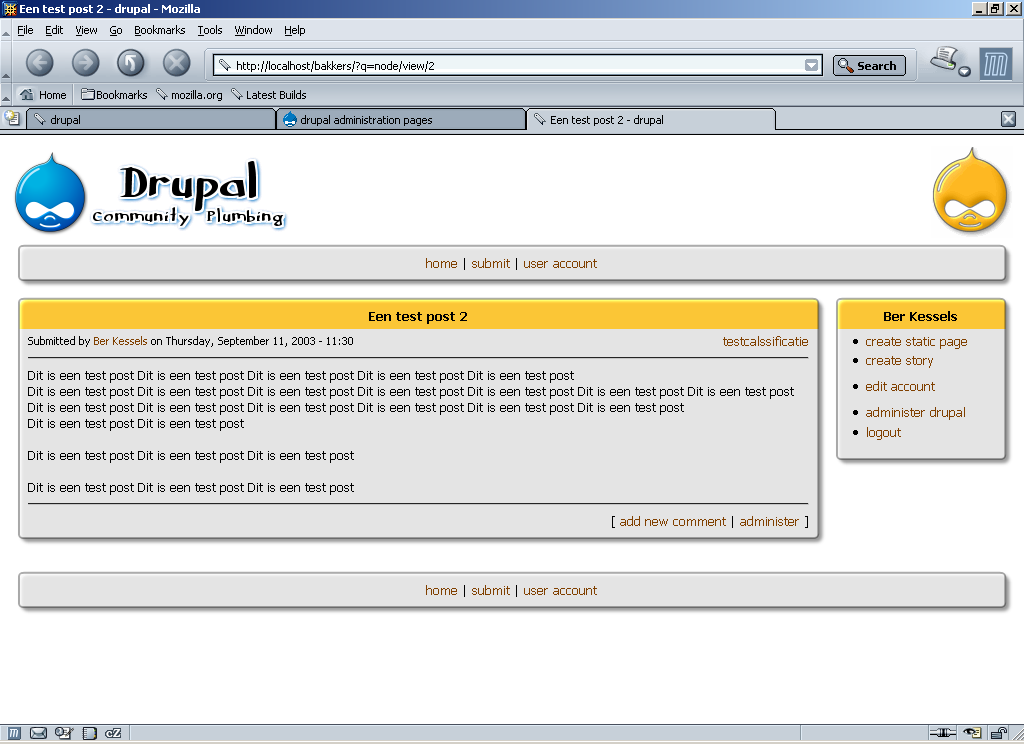 Een test post 2 - drupal - Mozilla
File Edit View Go Bookmarks Tools Window Help
http://localhost/bakkers/?q=node/view/2 Search
Home Bookmarks mozilla.org Latest Builds
drupal drupal administration pages Een test post 2 - drupal
Drupal
Community Plumbing
home | submit | user account
Een test post 2
Submitted by Ber Kessels on Thursday, September 11, 2003 - 11:30 testcalssificatie
Dit is een test post Dit is een test post Dit is een test post Dit is een test post Dit is een test post
Dit is een test post Dit is een test post Dit is een test post Dit is een test post Dit is een test post Dit is een test post Dit is een test post
Dit is een test post Dit is een test post Dit is een test post Dit is een test post Dit is een test post Dit is een test post
Dit is een test post Dit is een test post
Dit is een test post Dit is een test post Dit is een test post
Dit is een test post Dit is een test post Dit is een test post
[ add new comment | administer ]
Ber Kessels
create static page
create story
edit account
administer drupal
logout
home | submit | user account
cZ